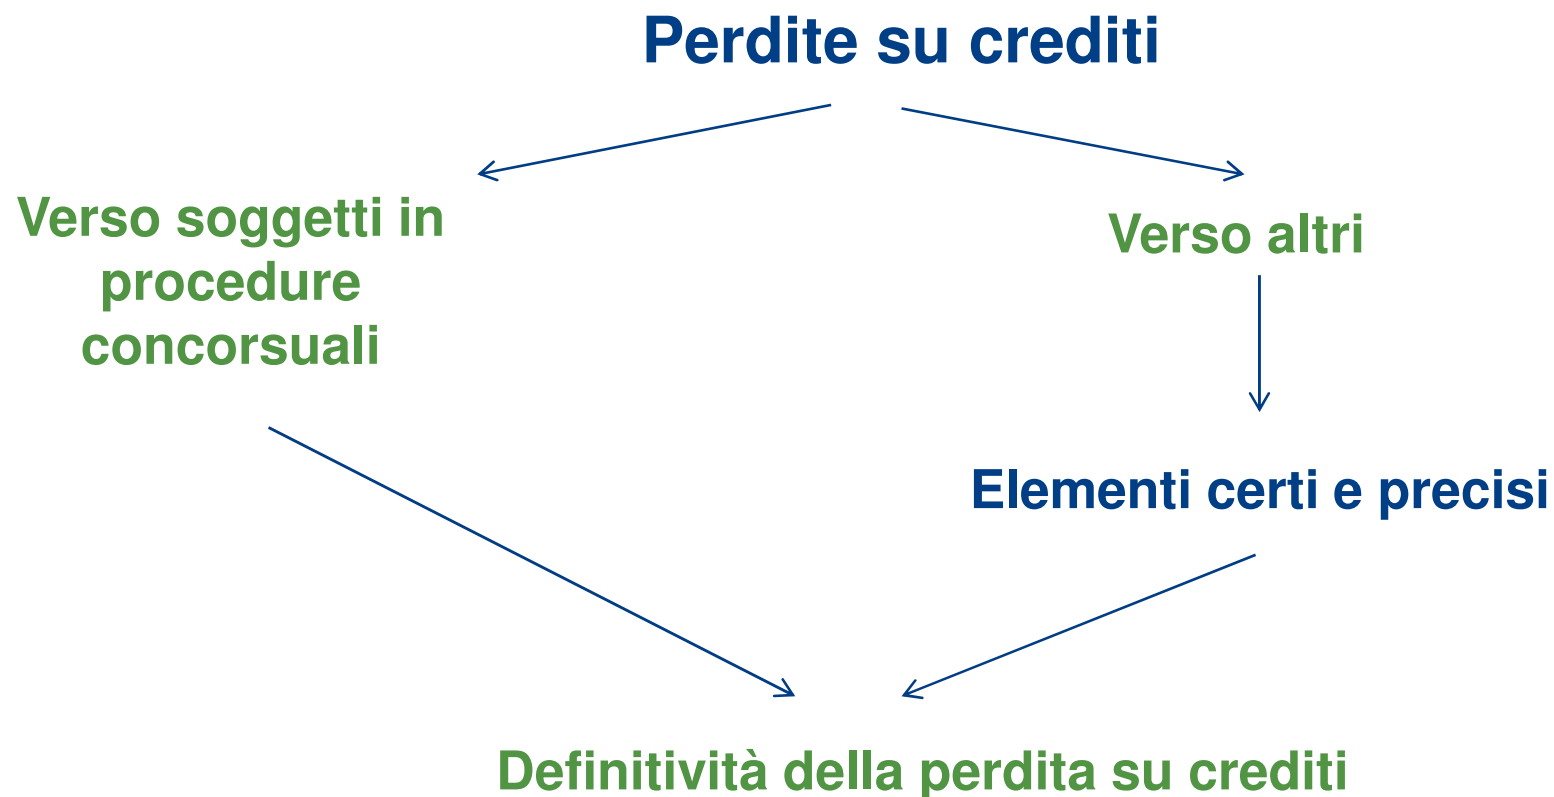 Perdite su crediti
Verso soggetti in
procedure
concorsuali
Verso altri
Elementi certi e precisi
Definitività della perdita su crediti